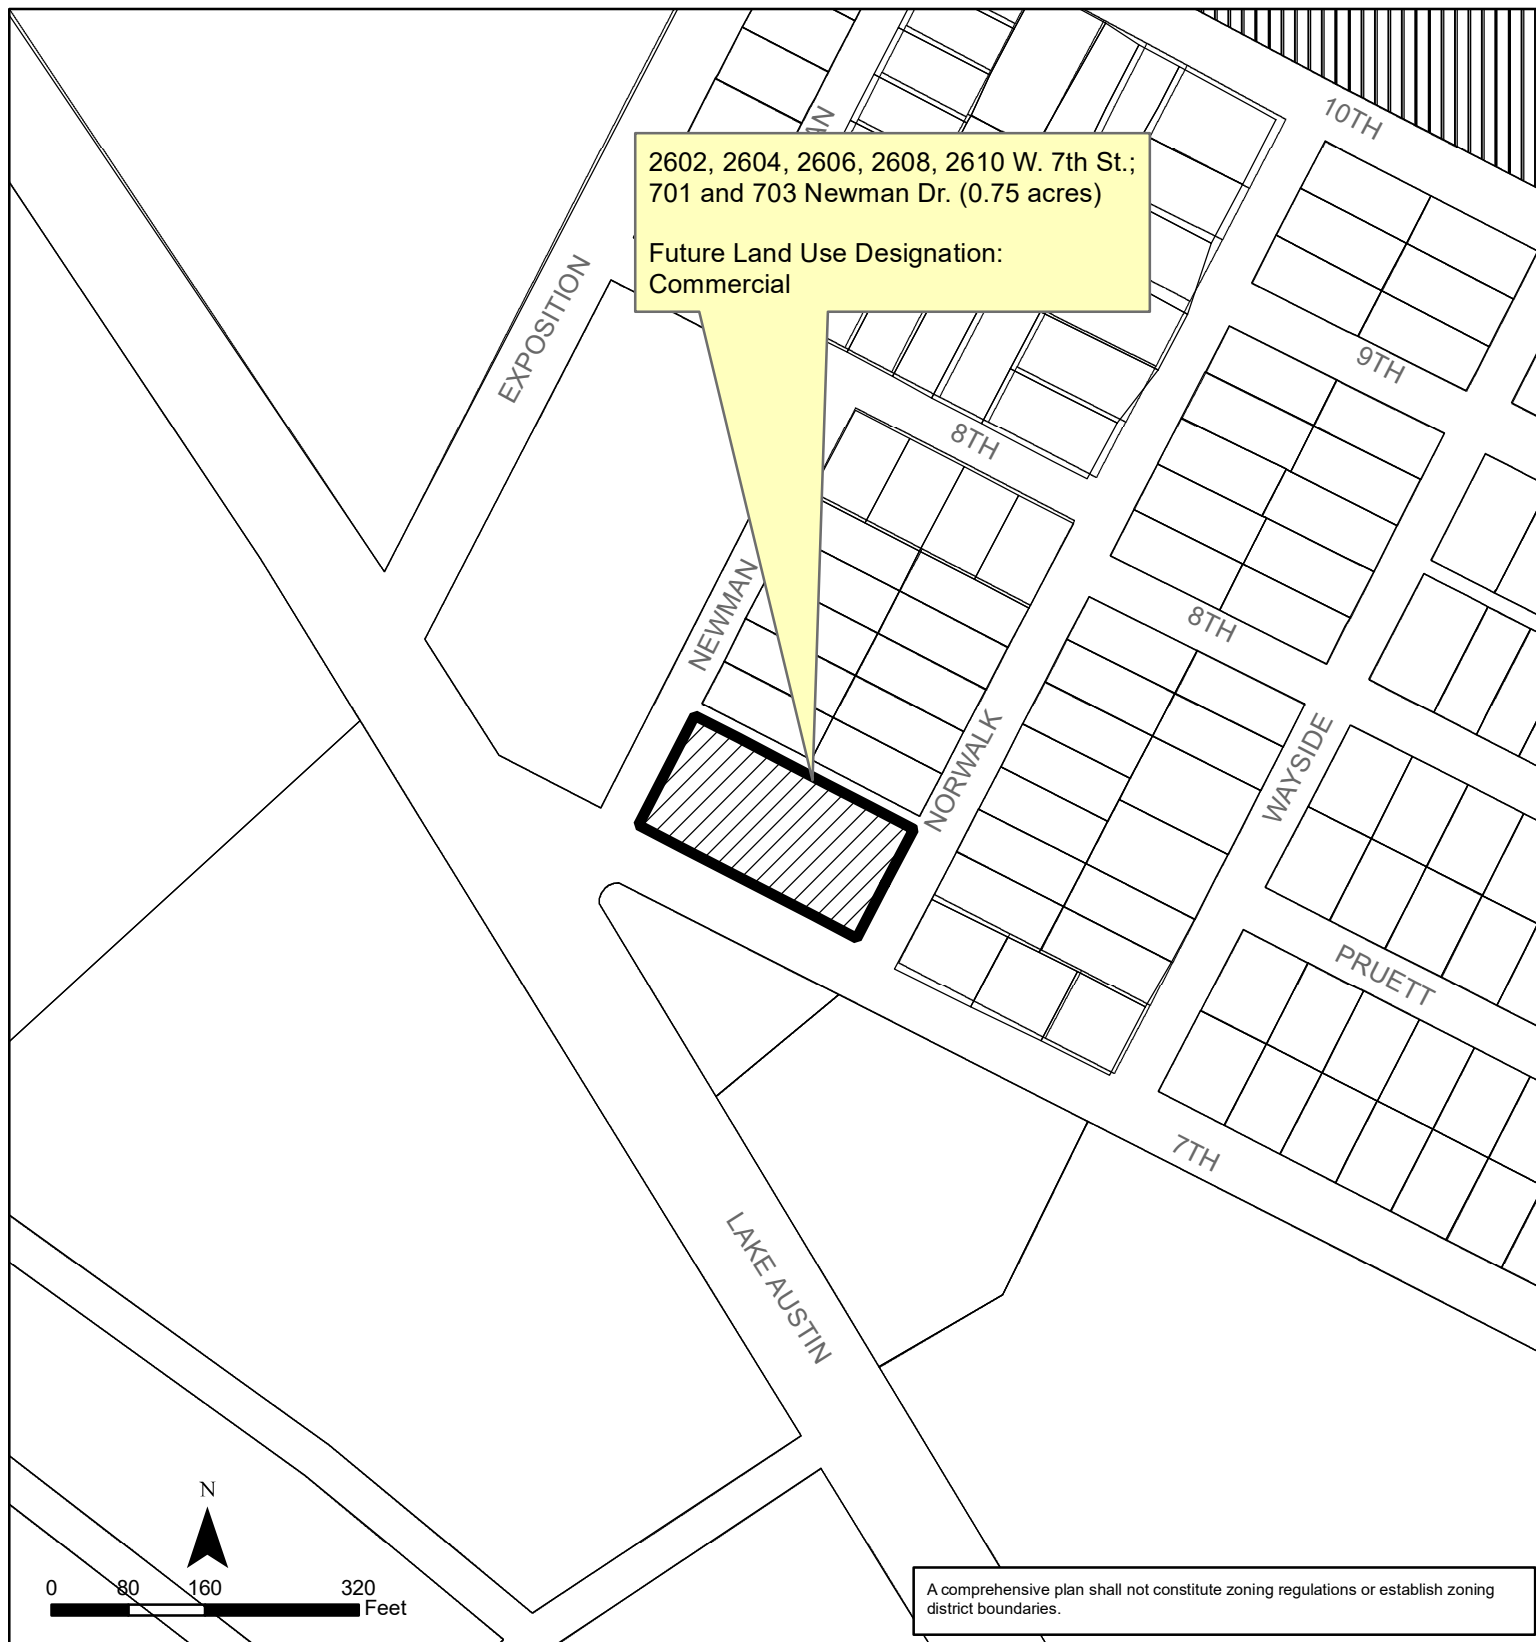 10TH
AN
2602, 2604, 2606, 2608, 2610 W. 7th St.;
701 and 703 Newman Dr. (0.75 acres)
Future Land Use Designation:
Commercial
EXPOSITION
9TH
8TH
NEWMAN
8TH
NORWALK
WAYSIDE
PRUETT
7TH
LAKE AUSTIN
N
0 80 160 320
Feet
A comprehensive plan shall not constitute zoning regulations or establish zoning
district boundaries.